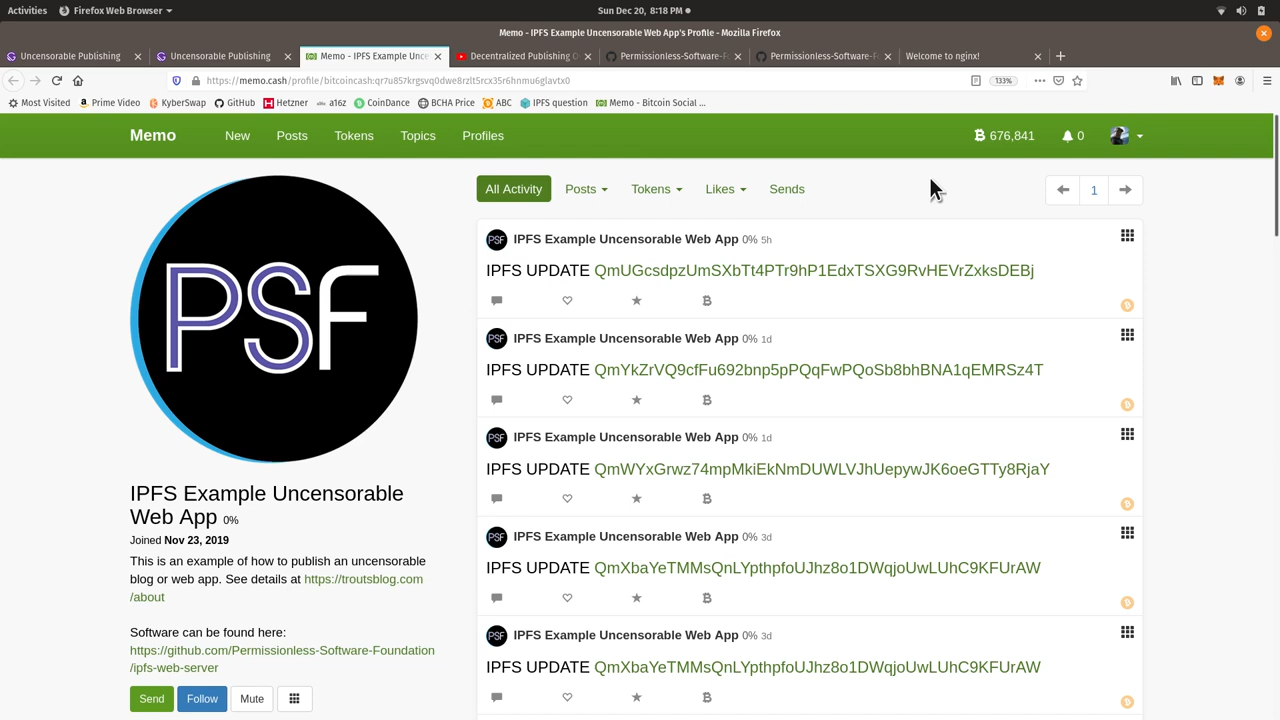 Activities Firefox Web Browser Sun Dec 20, 8:18 PM
Memo - IPFS Example Uncensorable Web App's Profile - Mozilla Firefox
Uncensorable Publishing Uncensorable Publishing Memo - IPFS Example Unce Decentralized Publishing Permissionless-Software-F Permissionless-Software-F Welcome to nginx!
https://memo.cash/profile/bitcoincash:qr7u857krgsvq0dwe8rzlt5rcx35r6hnmu6glavtx0 133%
Most Visited Prime Video KyberSwap GitHub Hetzner a16z CoinDance BCHA Price ABC IPFS question Memo - Bitcoin Social ...
Memo New Posts Tokens Topics Profiles 676,841 0
All Activity Posts Tokens Likes Sends 1
PSF
IPFS Example Uncensorable
Web App 0%
Joined Nov 23, 2019
This is an example of how to publish an uncensorable
blog or web app. See details at https://troutsblog.com
/about
Software can be found here:
https://github.com/Permissionless-Software-Foundation
/ipfs-web-server
Send Follow Mute
PSF IPFS Example Uncensorable Web App 0% 5h
IPFS UPDATE QmUGcsdpzUmSXbTt4PTr9hP1EdxTSXG9RvHEVrZxksDEBj
PSF IPFS Example Uncensorable Web App 0% 1d
IPFS UPDATE QmYkZrVQ9cfFu692bnp5pPQqFwPQoSb8bhBNA1qEMRSz4T
PSF IPFS Example Uncensorable Web App 0% 1d
IPFS UPDATE QmWYxGrwz74mpMkiEkNmDUWLVJhUepywJK6oeGTTy8RjaY
PSF IPFS Example Uncensorable Web App 0% 3d
IPFS UPDATE QmXbaYeTMMsQnLYpthpfoUJhz8o1DWqjoUwLUhC9KFUrAW
PSF IPFS Example Uncensorable Web App 0% 3d
IPFS UPDATE QmXbaYeTMMsQnLYpthpfoUJhz8o1DWqjoUwLUhC9KFUrAW